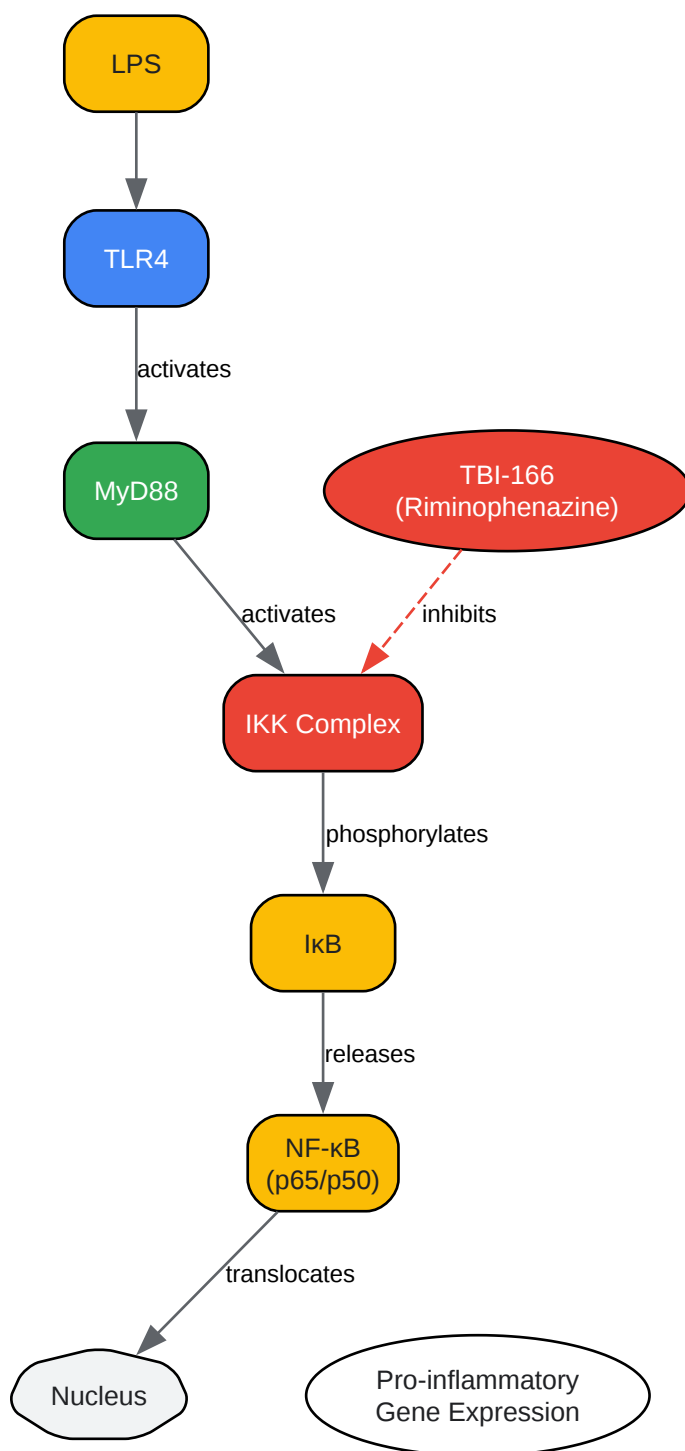 LPS
TLR4
activates
MyD88
TBI-166
(Riminophenazine)
activates
inhibits
IKK Complex
phosphorylates
IκB
releases
NF-κB
(p65/p50)
translocates
Nucleus
Pro-inflammatory
Gene Expression